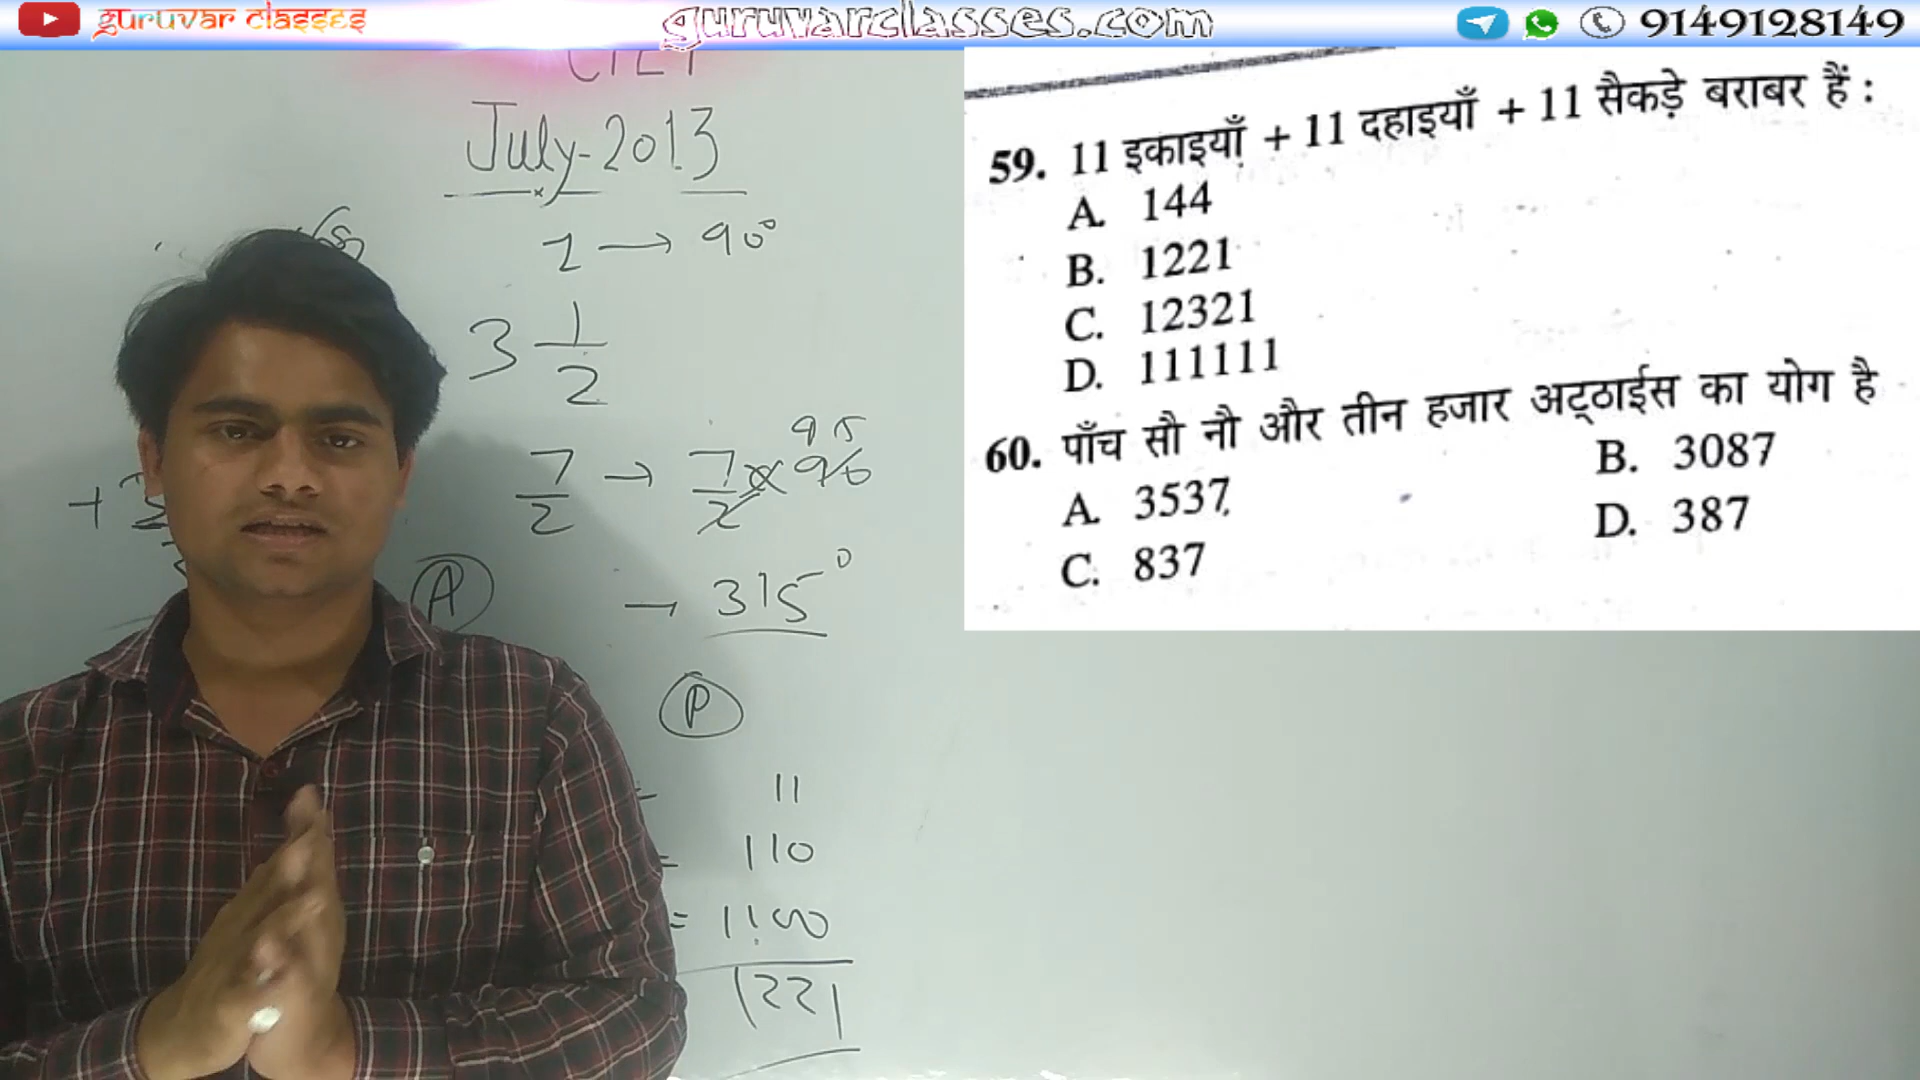 guruvar classes guruvarclasses.com 9149128149
July-2013
1 → 90°
3 1/2
7/2 → 7/2 x 90
45
→ 315°
A
P
= 11
= 110
= 1100
1221
59. 11 इकाइयाँ + 11 दहाइयाँ + 11 सैकड़े बराबर हैं :
A. 144
B. 1221
C. 12321
D. 111111
60. पाँच सौ नौ और तीन हजार अट्ठाईस का योग है
A. 3537
B. 3087
C. 837
D. 387